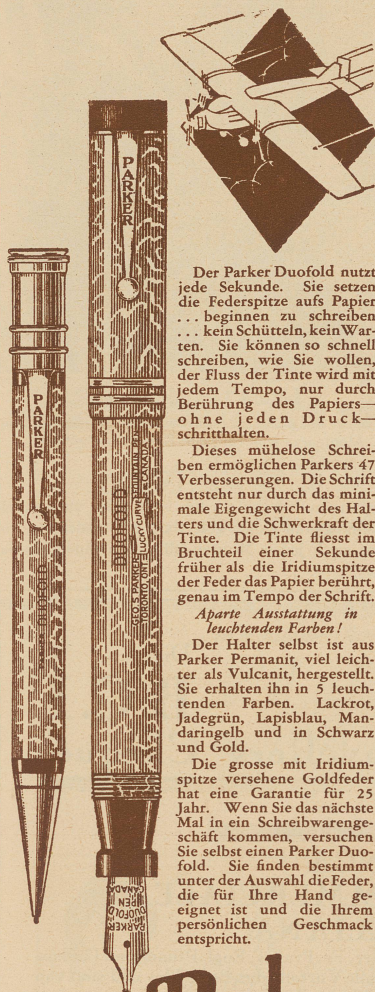 PARKER
PARKER
DUOFOLD
GEO. S. PARKER FOUNTAIN PEN
TORONTO ONT. LUCKY CURVE CANADA
DUOFOLD
PARKER
DUOFOLD
PEN
CANADA
Der Parker Duofold nutzt
jede Sekunde. Sie setzen
die Federspitze aufs Papier
... beginnen zu schreiben
... kein Schütteln, kein War-
ten. Sie können so schnell
schreiben, wie Sie wollen,
der Fluss der Tinte wird mit
jedem Tempo, nur durch
Berührung des Papiers—
ohne jeden Druck—
schritthalten.
Dieses mühelose Schrei-
ben ermöglichen Parkers 47
Verbesserungen. Die Schrift
entsteht nur durch das mini-
male Eigengewicht des Hal-
ters und die Schwerkraft der
Tinte. Die Tinte fliesst im
Bruchteil einer Sekunde
früher als die Iridiumspitze
der Feder das Papier berührt,
genau im Tempo der Schrift.
Aparte Ausstattung in
leuchtenden Farben!
Der Halter selbst ist aus
Parker Permanit, viel leich-
ter als Vulcanit, hergestellt.
Sie erhalten ihn in 5 leuch-
tenden Farben. Lackrot,
Jadegrün, Lapisblau, Man-
daringelb und in Schwarz
und Gold.
Die grosse mit Iridium-
spitze versehene Goldfeder
hat eine Garantie für 25
Jahr. Wenn Sie das nächste
Mal in ein Schreibwarenge-
schäft kommen, versuchen
Sie selbst einen Parker Duo-
fold. Sie finden bestimmt
unter der Auswahl die Feder,
die für Ihre Hand ge-
eignet ist und die Ihrem
persönlichen Geschmack
entspricht.